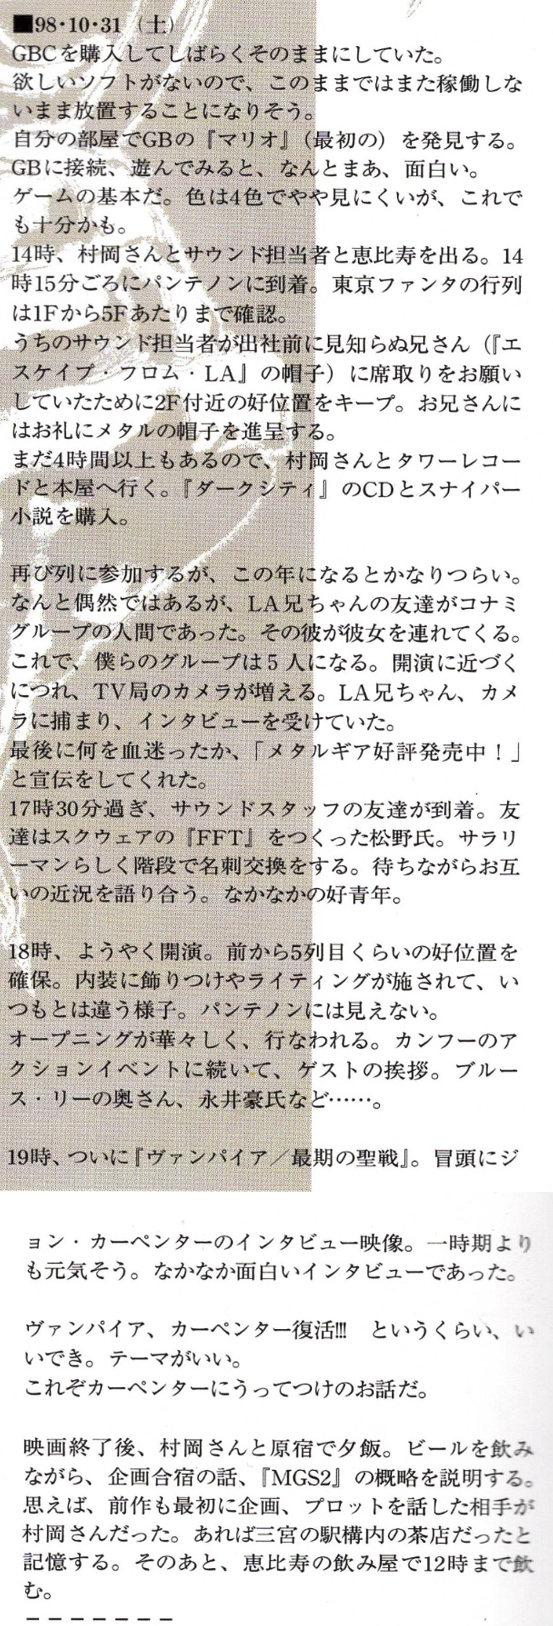 ■98・10・31（土）
GBCを購入してしばらくそのままにしていた。
欲しいソフトがないので、このままではまた稼働しな
いまま放置することになりそう。
自分の部屋でGBの『マリオ』（最初の）を発見する。
GBに接続、遊んでみると、なんとまあ、面白い。
ゲームの基本だ。色は4色でやや見にくいが、これで
も十分かも。
14時、村岡さんとサウンド担当者と恵比寿を出る。14
時15分ごろにパンテノンに到着。東京ファンタの行列
は1Fから5Fあたりまで確認。
うちのサウンド担当者が出社前に見知らぬ兄さん（『エ
スケイプ・フロム・LA』の帽子）に席取りをお願い
していたために2F付近の好位置をキープ。お兄さんに
はお礼にメタルの帽子を進呈する。
まだ4時間以上もあるので、村岡さんとタワーレコー
ドと本屋へ行く。『ダークシティ』のCDとスナイパー
小説を購入。
再び列に参加するが、この年になるとかなりつらい。
なんと偶然ではあるが、LA兄ちゃんの友達がコナミ
グループの人間であった。その彼が彼女を連れてくる。
これで、僕らのグループは5人になる。開演に近づく
につれ、TV局のカメラが増える。LA兄ちゃん、カメ
ラに捕まり、インタビューを受けていた。
最後に何を血迷ったか、「メタルギア好評発売中！」
と宣伝をしてくれた。
17時30分過ぎ、サウンドスタッフの友達が到着。友
達はスクウェアの『FFT』をつくった松野氏。サラリ
ーマンらしく階段で名刺交換をする。待ちながらお互
いの近況を語り合う。なかなかの好青年。
18時、ようやく開演。前から5列目くらいの好位置を
確保。内装に飾りつけやライティングが施されて、い
つもとは違う様子。パンテノンには見えない。
オープニングが華々しく、行なわれる。カンフーのア
クションイベントに続いて、ゲストの挨拶。ブルー
ス・リーの奥さん、永井豪氏など……。
19時、ついに『ヴァンパイア／最期の聖戦』。冒頭にジ
ョン・カーペンターのインタビュー映像。一時期より
も元気そう。なかなか面白いインタビューであった。
ヴァンパイア、カーペンター復活!!!　というくらい、い
いでき。テーマがいい。
これぞカーペンターにうってつけのお話だ。
映画終了後、村岡さんと原宿で夕飯。ビールを飲み
ながら、企画合宿の話、『MGS2』の概略を説明する。
思えば、前作も最初に企画、プロットを話した相手が
村岡さんだった。あれば三宮の駅構内の茶店だったと
記憶する。そのあと、恵比寿の飲み屋で12時まで飲
む。
－－－－－－－